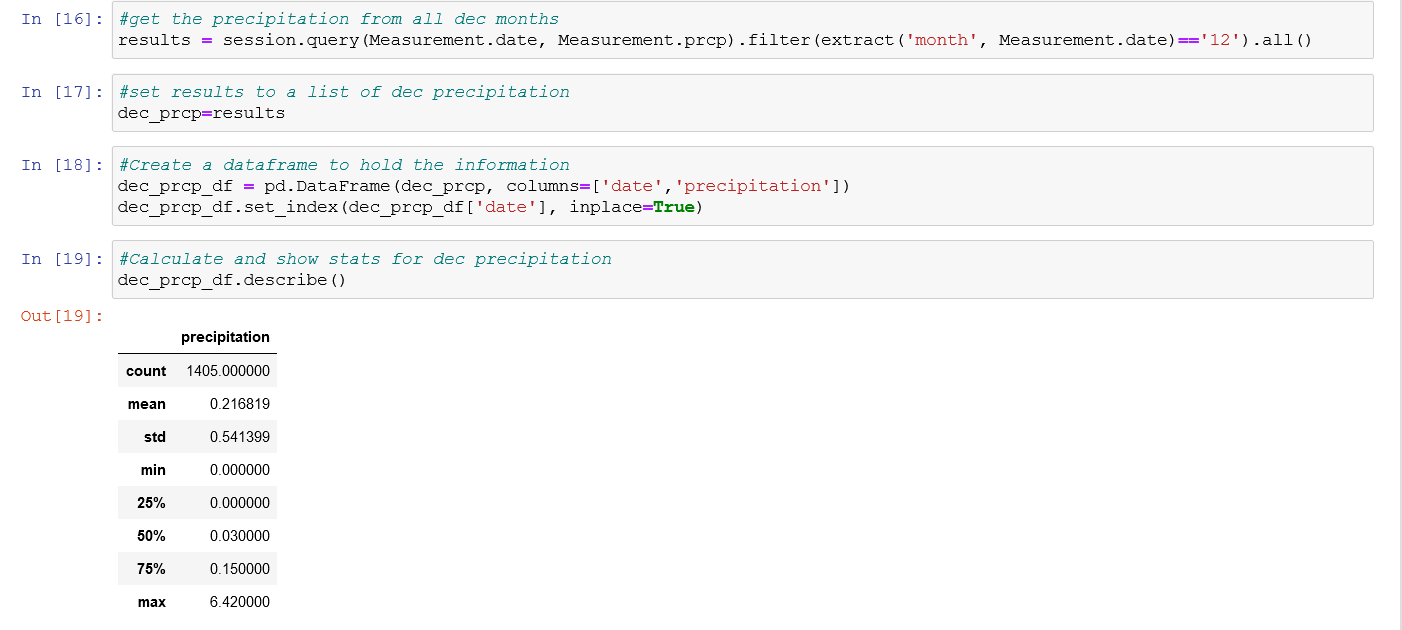 In [16]: #get the precipitation from all dec months
results = session.query(Measurement.date, Measurement.prcp).filter(extract('month', Measurement.date)=='12').all()
In [17]: #set results to a list of dec precipitation
dec_prcp=results
In [18]: #Create a dataframe to hold the information
dec_prcp_df = pd.DataFrame(dec_prcp, columns=['date','precipitation'])
dec_prcp_df.set_index(dec_prcp_df['date'], inplace=True)
In [19]: #Calculate and show stats for dec precipitation
dec_prcp_df.describe()
Out[19]:
precipitation
count 1405.000000
mean 0.216819
std 0.541399
min 0.000000
25% 0.000000
50% 0.030000
75% 0.150000
max 6.420000